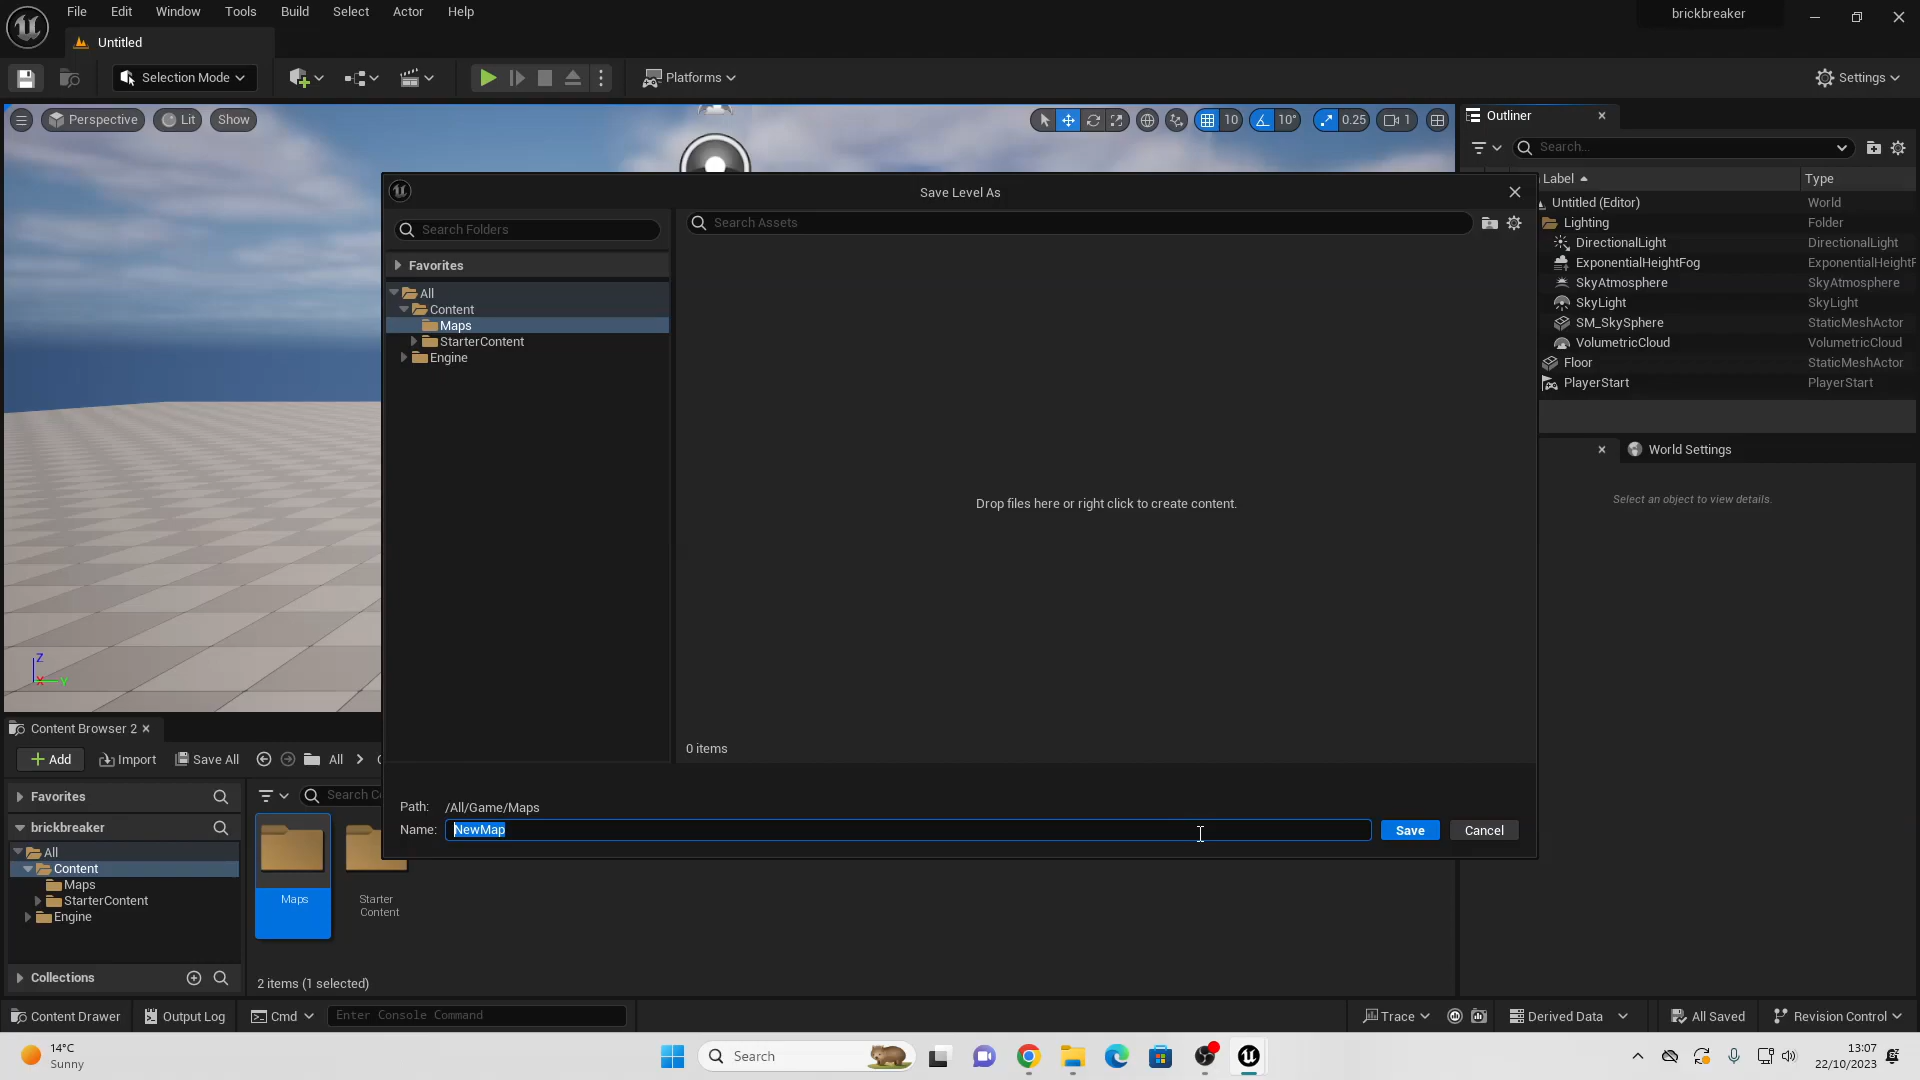 File Edit Window Tools Build Select Actor Help
brickbreaker
Untitled
Selection Mode
Platforms
Settings
Perspective Lit Show
10 10° 0.25 1
Outliner
Search...
Label Type
Untitled (Editor) World
Lighting Folder
DirectionalLight DirectionalLight
ExponentialHeightFog ExponentialHeightF
SkyAtmosphere SkyAtmosphere
SkyLight SkyLight
SM_SkySphere StaticMeshActor
VolumetricCloud VolumetricCloud
Floor StaticMeshActor
PlayerStart PlayerStart
World Settings
Select an object to view details.
Save Level As
Search Folders
Search Assets
Favorites
All
Content
Maps
StarterContent
Engine
Drop files here or right click to create content.
0 items
Path: /All/Game/Maps
Name: NewMap
Save Cancel
Z
X Y
Content Browser 2
Add Import Save All All
Favorites
Search C
brickbreaker
All
Content
Maps
StarterContent
Engine
Collections
Maps
Starter
Content
2 items (1 selected)
Content Drawer Output Log Cmd Enter Console Command
Trace Derived Data All Saved Revision Control
14°C
Sunny
Search
13:07
22/10/2023